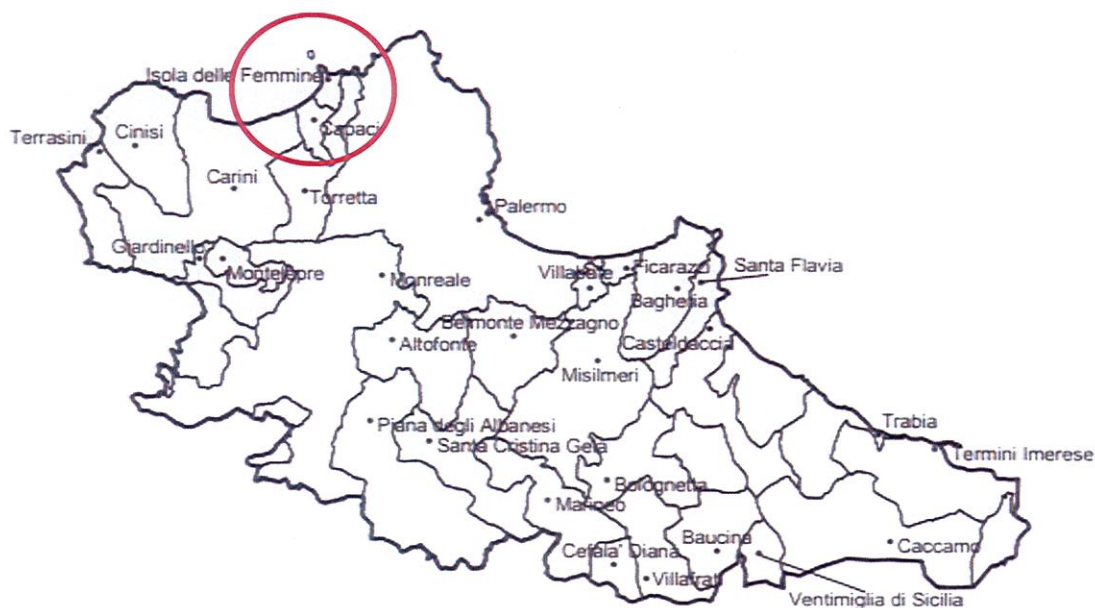 Isola delle Femmine
Capaci
Terrasini
Cinisi
Carini
Torretta
Palermo
Giardinello
Montelepre
Monreale
Villabate
Ficarazzi
Santa Flavia
Bagheria
Belmonte Mezzagno
Altofonte
Casteldaccia
Misilmeri
Piana degli Albanesi
Santa Cristina Gela
Trabia
Termini Imerese
Bolognetta
Marineo
Baucina
Caccamo
Cefala' Diana
Villafrati
Ventimiglia di Sicilia